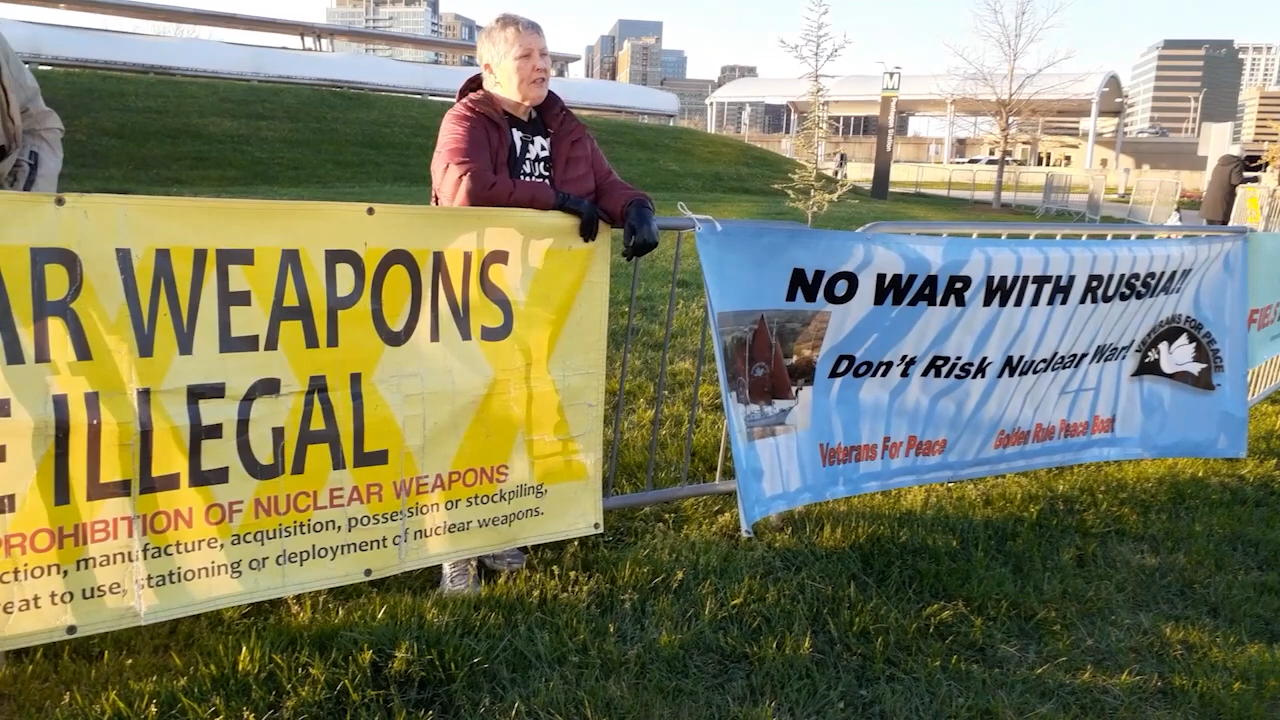 AR WEAPONS
E ILLEGAL
PROHIBITION OF NUCLEAR WEAPONS
ction, manufacture, acquisition, possession or stockpiling,
eat to use, stationing or deployment of nuclear weapons.
NUC
NO WAR WITH RUSSIA!!
Don't Risk Nuclear War!
VETERANS FOR PEACE
Veterans For Peace
Golden Rule Peace Boat
M
FIEL